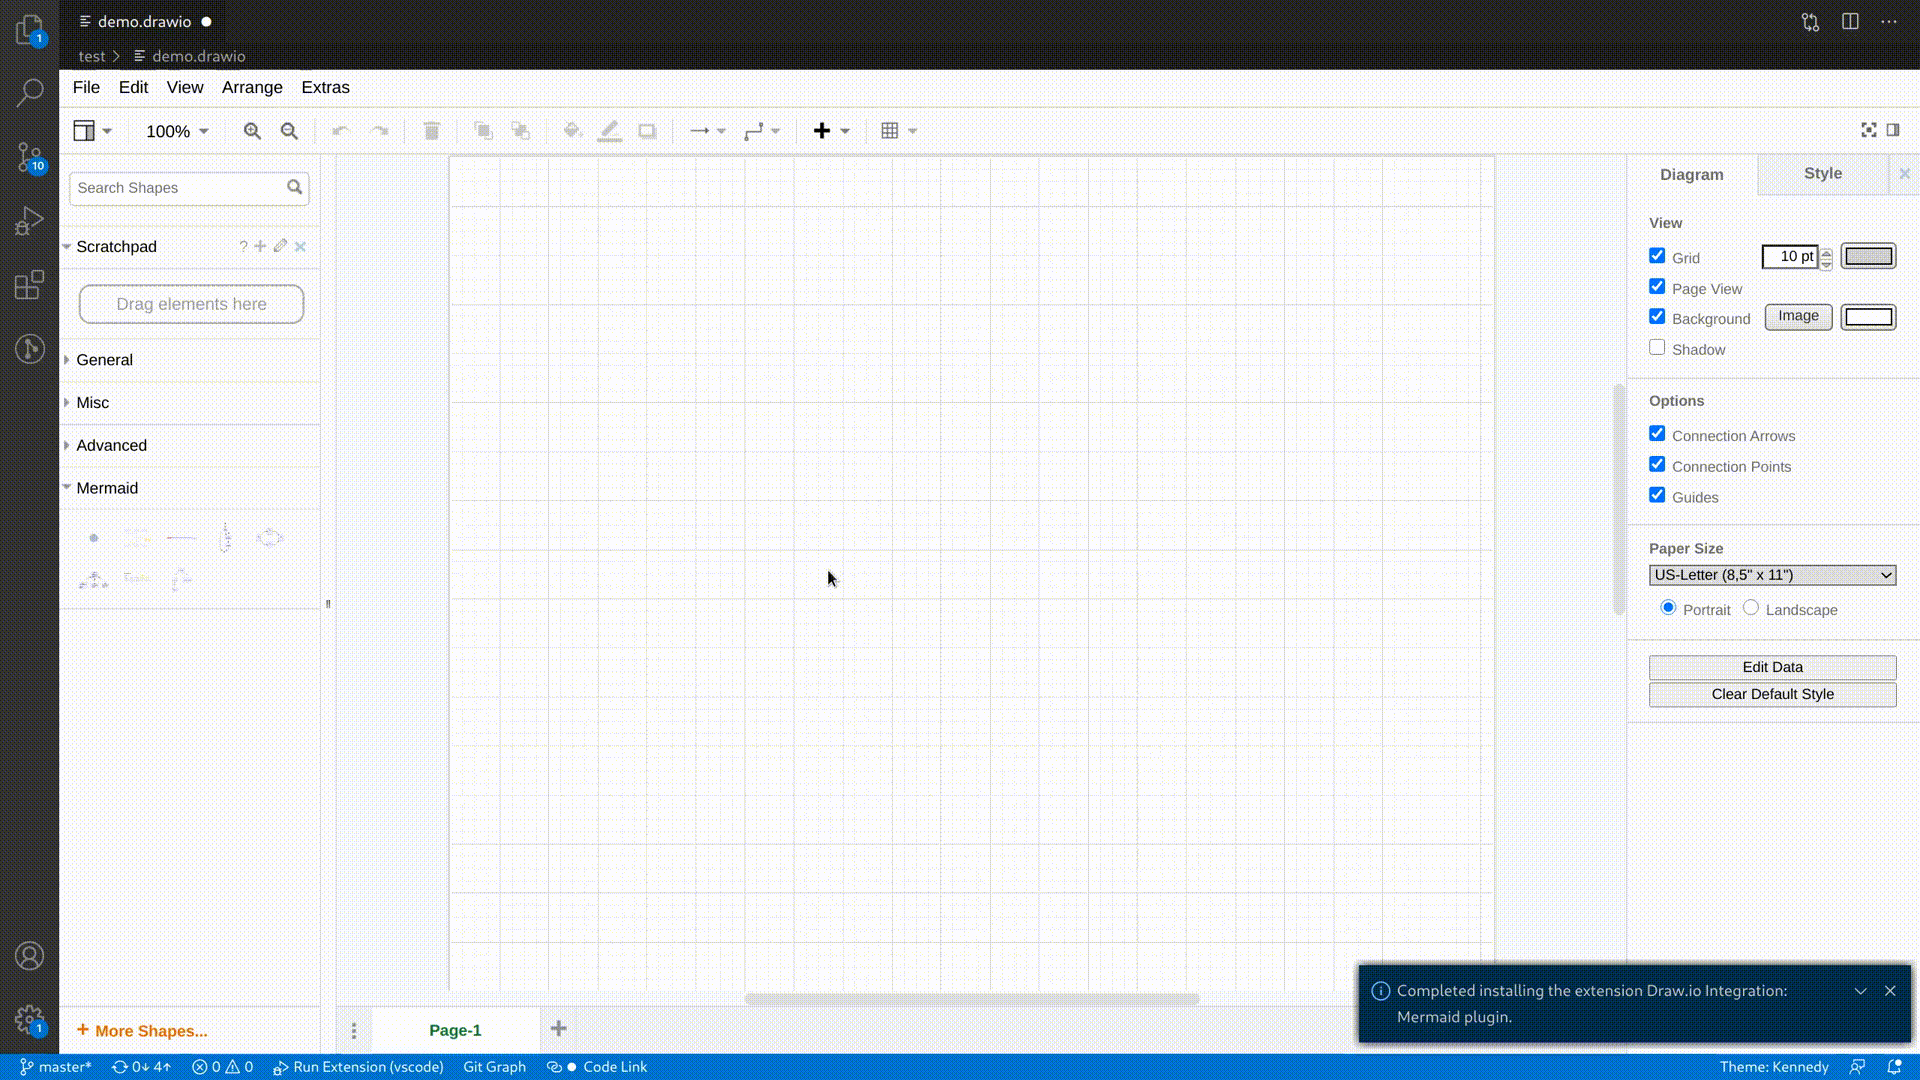 demo.drawio
test > demo.drawio
File Edit View Arrange Extras
100%
Search Shapes
Scratchpad ?
Drag elements here
General
Misc
Advanced
Mermaid
More Shapes...
Page-1
Diagram Style
View
Grid 10 pt
Page View
Background Image
Shadow
Options
Connection Arrows
Connection Points
Guides
Paper Size
US-Letter (8,5" x 11")
Portrait Landscape
Edit Data
Clear Default Style
Completed installing the extension Draw.io Integration:
Mermaid plugin.
1
10
1
master* 0↓ 4↑ 0 0 Run Extension (vscode) Git Graph Code Link Theme: Kennedy